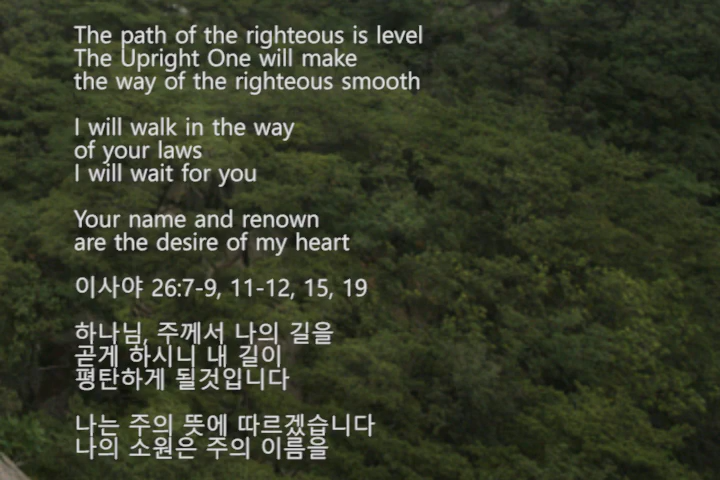 The path of the righteous is level
The Upright One will make
the way of the righteous smooth
I will walk in the way
of your laws
I will wait for you
Your name and renown
are the desire of my heart
이사야 26:7-9, 11-12, 15, 19
하나님, 주께서 나의 길을
곧게 하시니 내 길이
평탄하게 될것입니다
나는 주의 뜻에 따르겠습니다
나의 소원은 주의 이름을